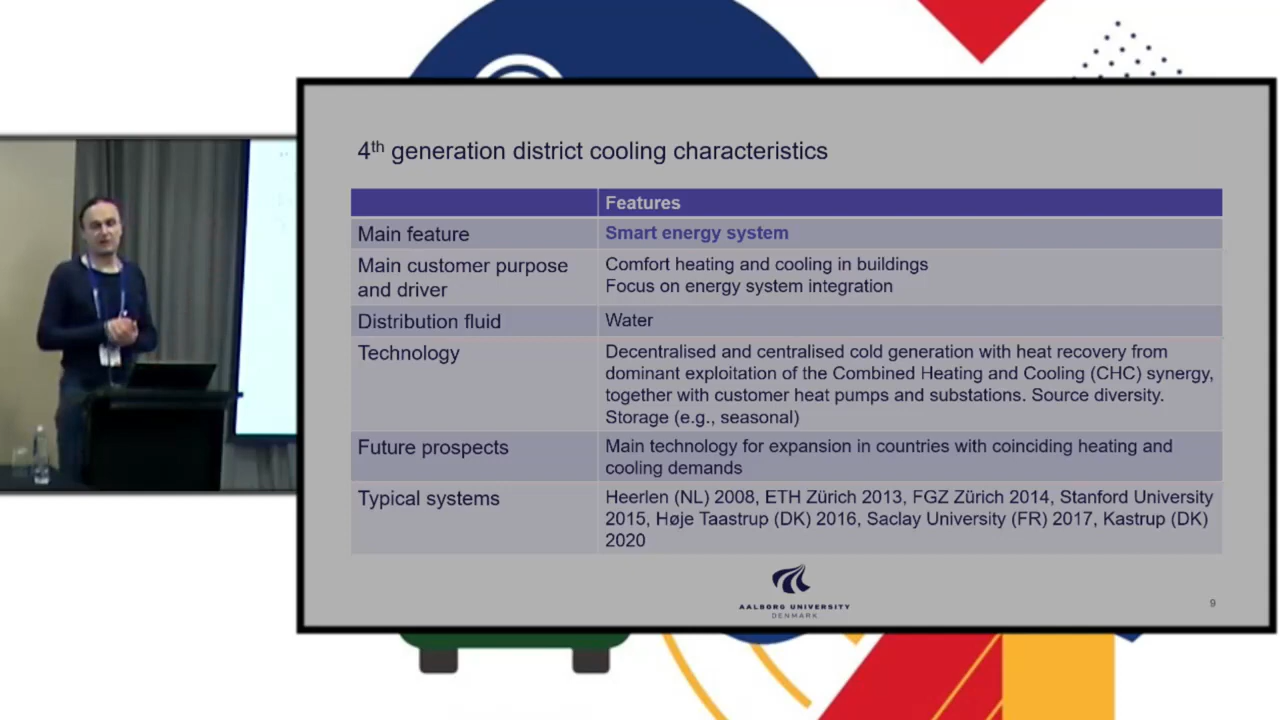 4th generation district cooling characteristics
Features
Main feature
Smart energy system
Main customer purpose
and driver
Comfort heating and cooling in buildings
Focus on energy system integration
Distribution fluid
Water
Technology
Decentralised and centralised cold generation with heat recovery from
dominant exploitation of the Combined Heating and Cooling (CHC) synergy,
together with customer heat pumps and substations. Source diversity.
Storage (e.g., seasonal)
Future prospects
Main technology for expansion in countries with coinciding heating and
cooling demands
Typical systems
Heerlen (NL) 2008, ETH Zürich 2013, FGZ Zürich 2014, Stanford University
2015, Høje Taastrup (DK) 2016, Saclay University (FR) 2017, Kastrup (DK)
2020
AALBORG UNIVERSITY
DENMARK
9